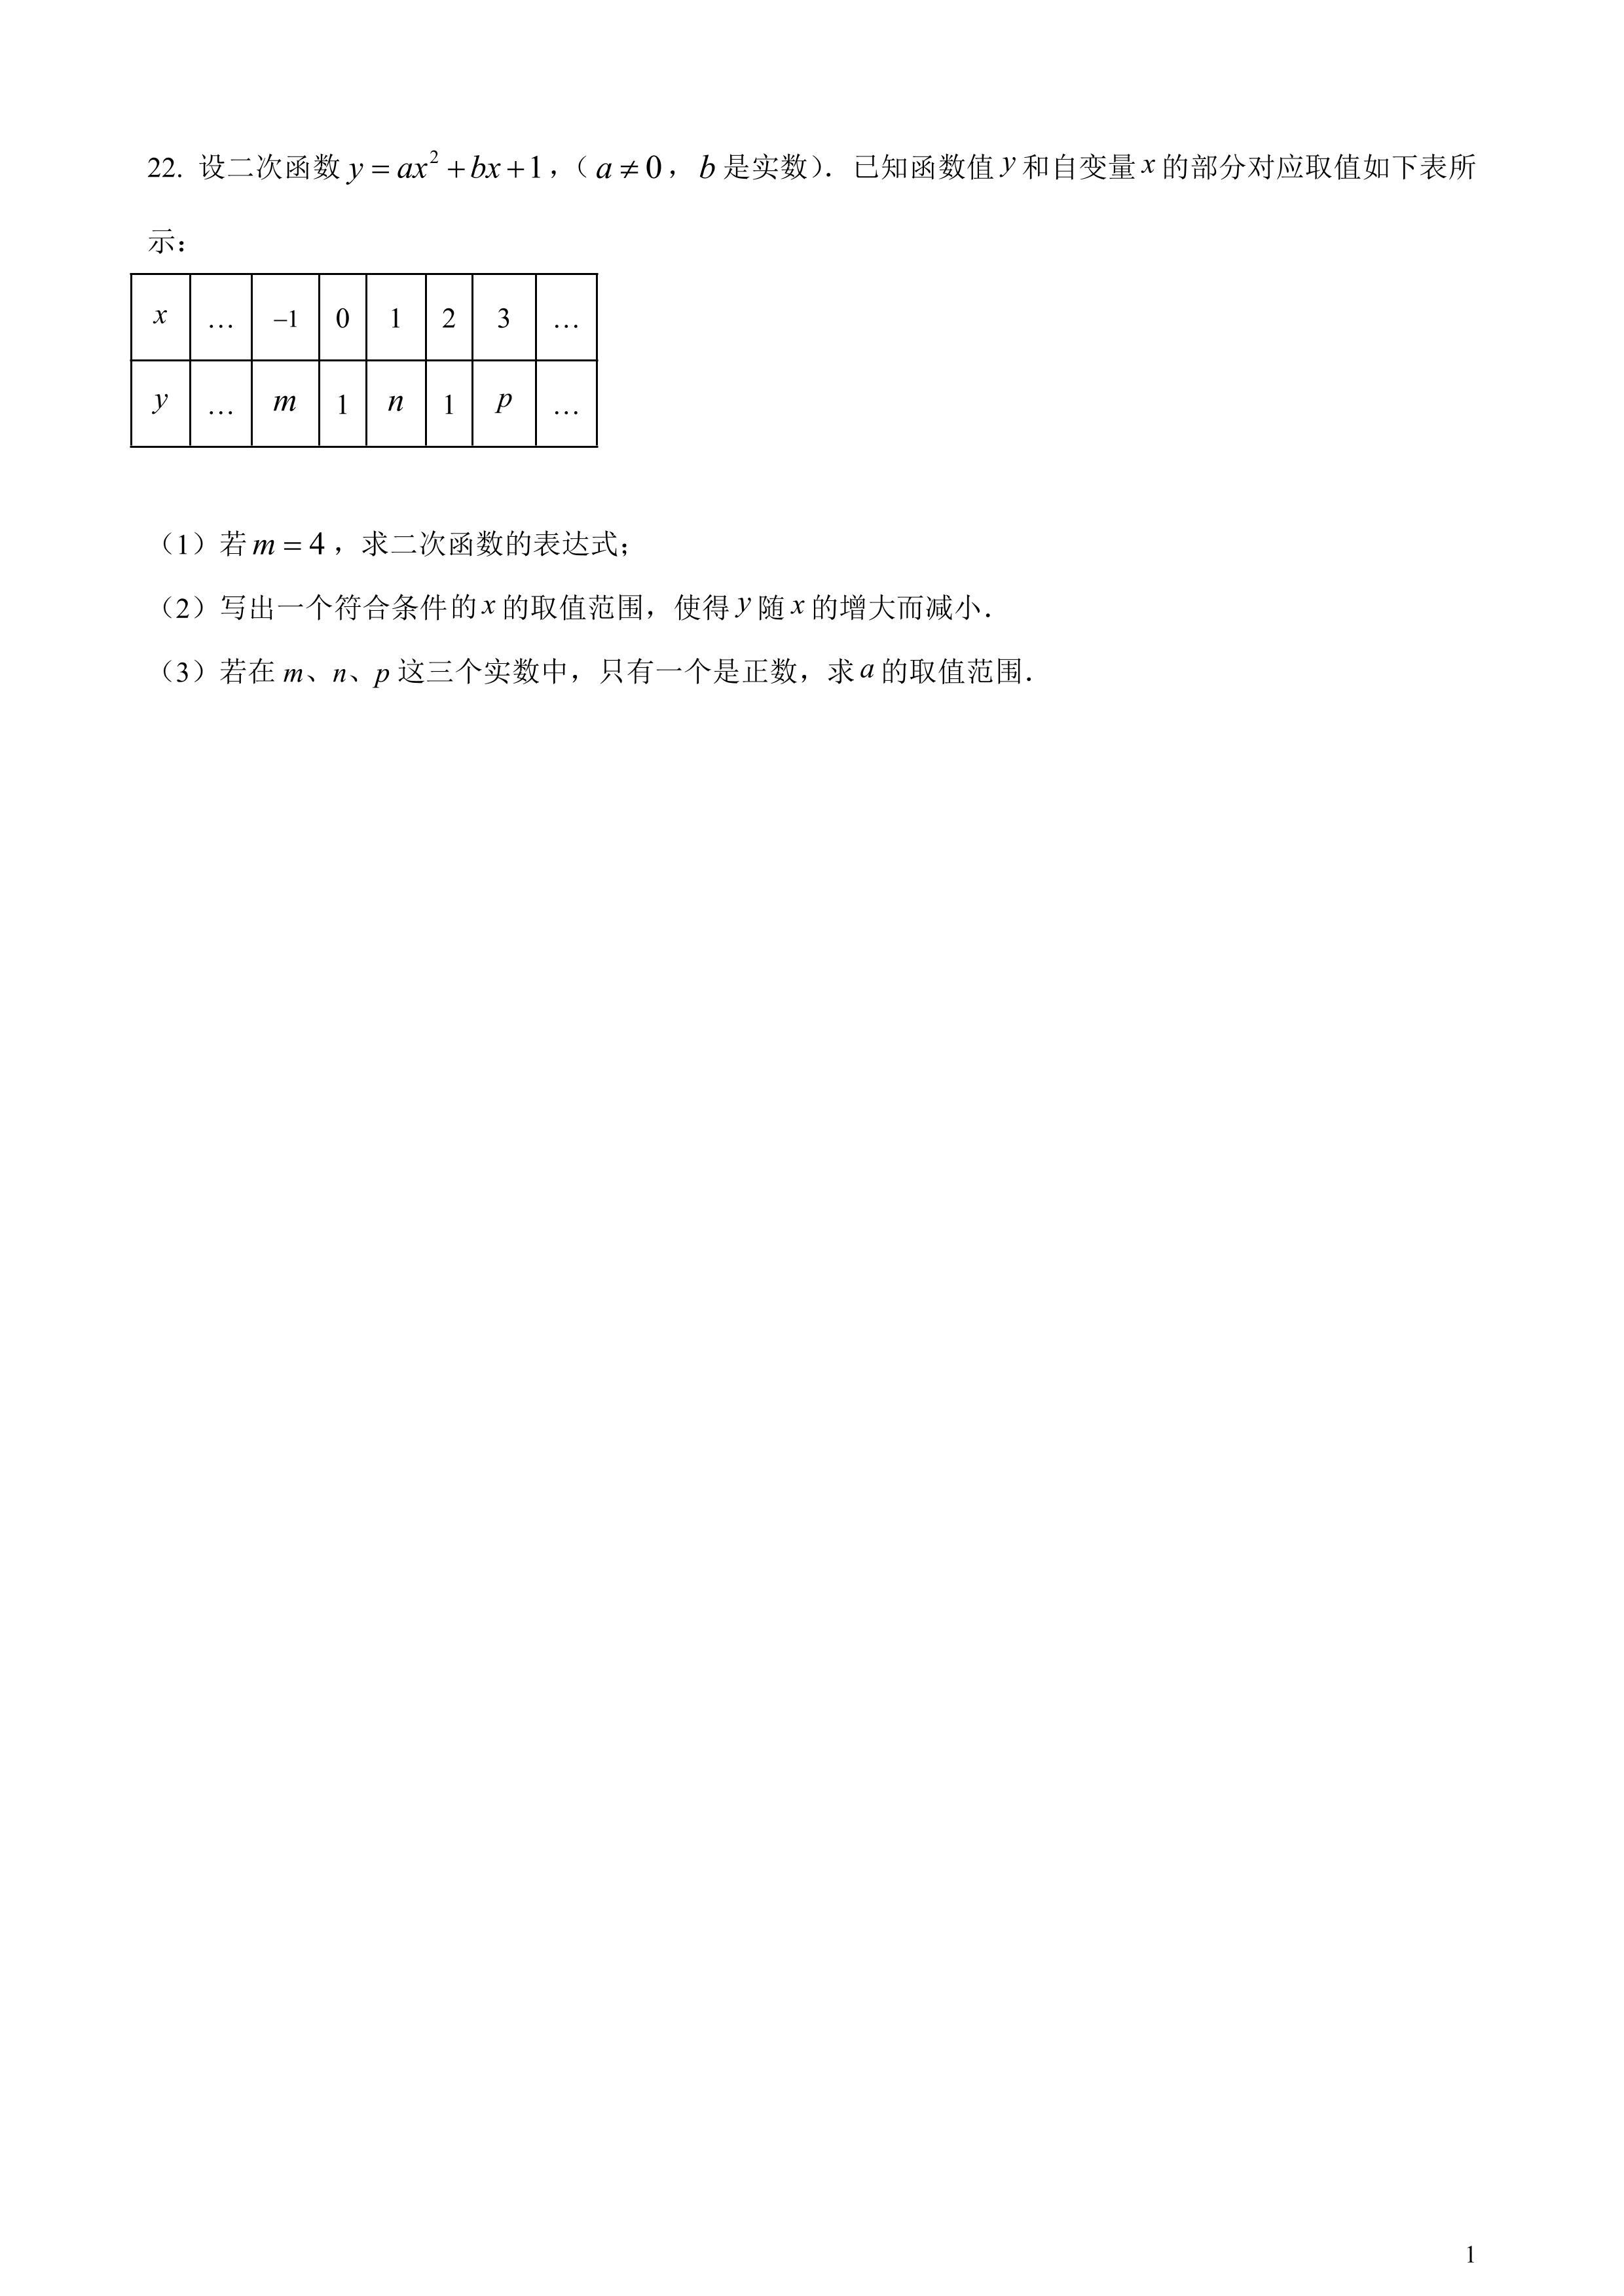 22. 设二次函数 y = ax² + bx + 1，（ a ≠ 0， b 是实数）．已知函数值 y 和自变量 x 的部分对应取值如下表所
示：
x … –1 0 1 2 3 …
y … m 1 n 1 p …
（1）若 m = 4 ，求二次函数的表达式；
（2）写出一个符合条件的 x 的取值范围，使得 y 随 x 的增大而减小．
（3）若在 m、n、p 这三个实数中，只有一个是正数，求 a 的取值范围．
1